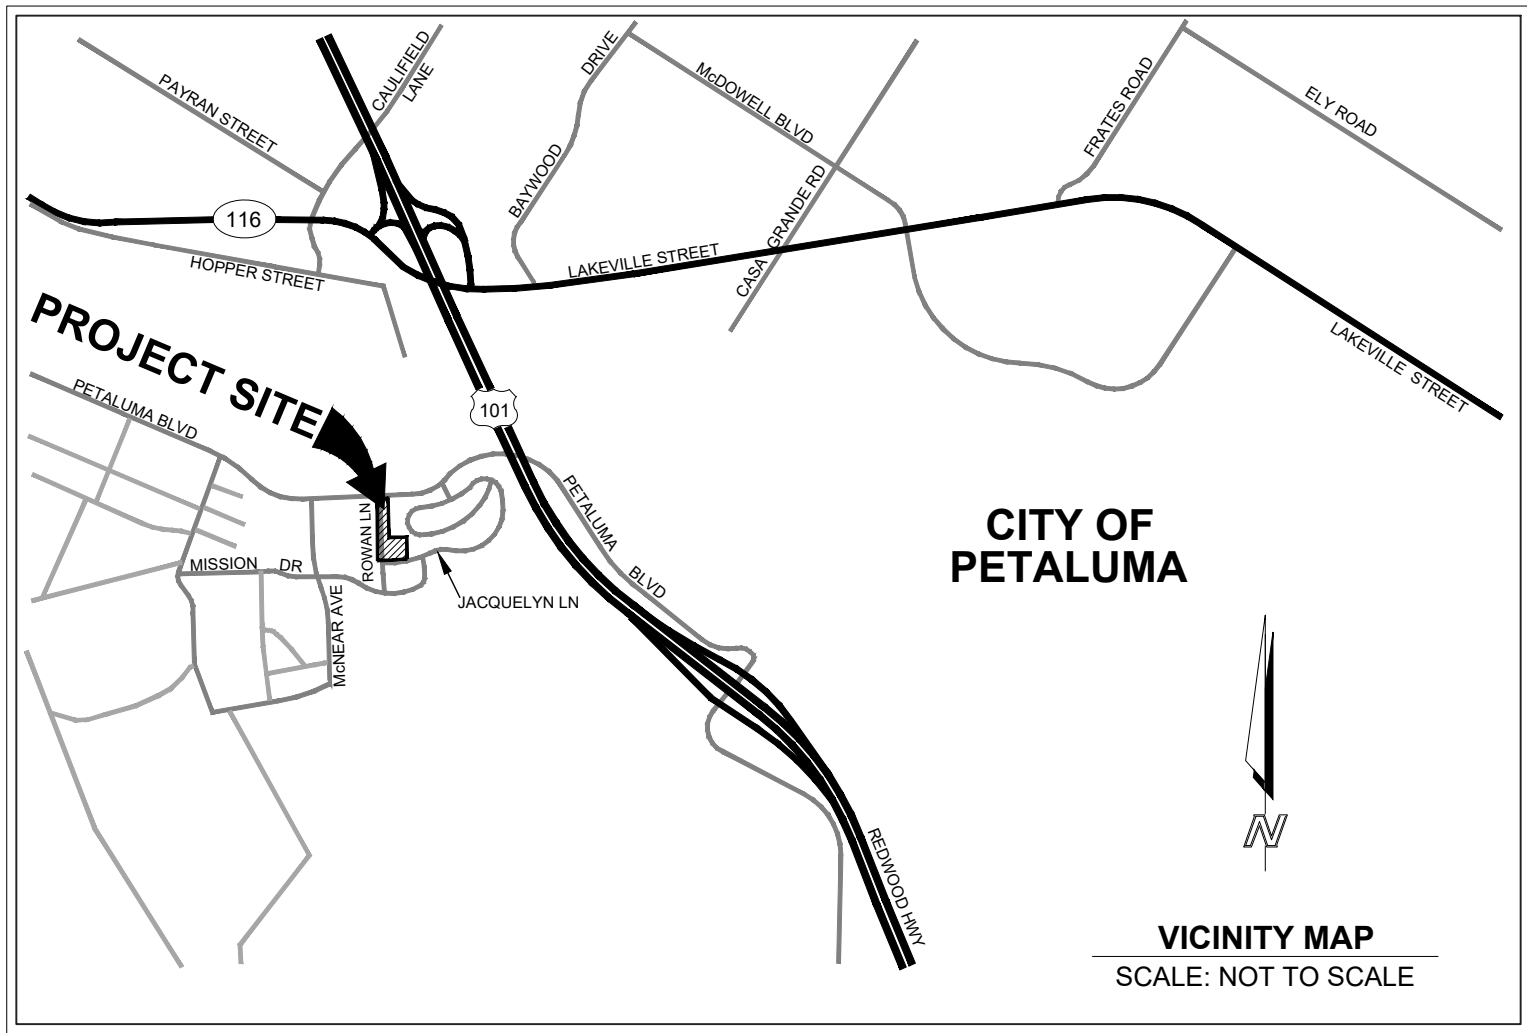 PAYRAN STREET
CAULIFIELD
LANE
BAYWOOD
DRIVE
McDOWELL BLVD
FRATES ROAD
ELY ROAD
116
HOPPER STREET
LAKEVILLE STREET
CASA GRANDE RD
LAKEVILLE STREET
PROJECT SITE
PETALUMA BLVD
101
ROWAN LN
PETALUMA
BLVD
MISSION DR
McNEAR AVE
JACQUELYN LN
CITY OF
PETALUMA
N
REDWOOD HWY
VICINITY MAP
SCALE: NOT TO SCALE